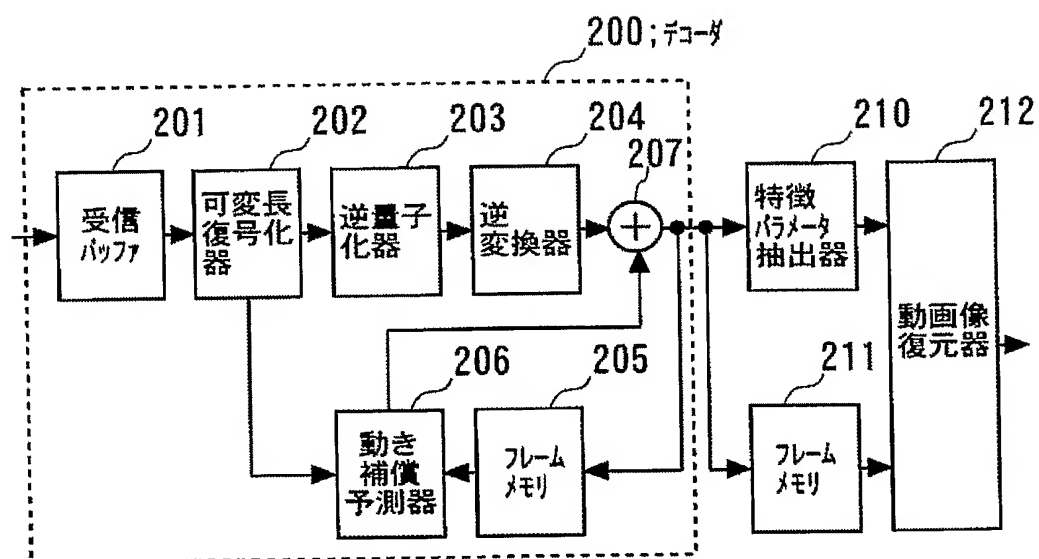 200;デコーダ
201
202
203
204
207
210
212
受信
バッファ
可変長
復号化
器
逆量子
化器
逆
変換器
+
特徴
パラメータ
抽出器
動画像
復元器
206
205
211
動き
補償
予測器
フレーム
メモリ
フレーム
メモリ